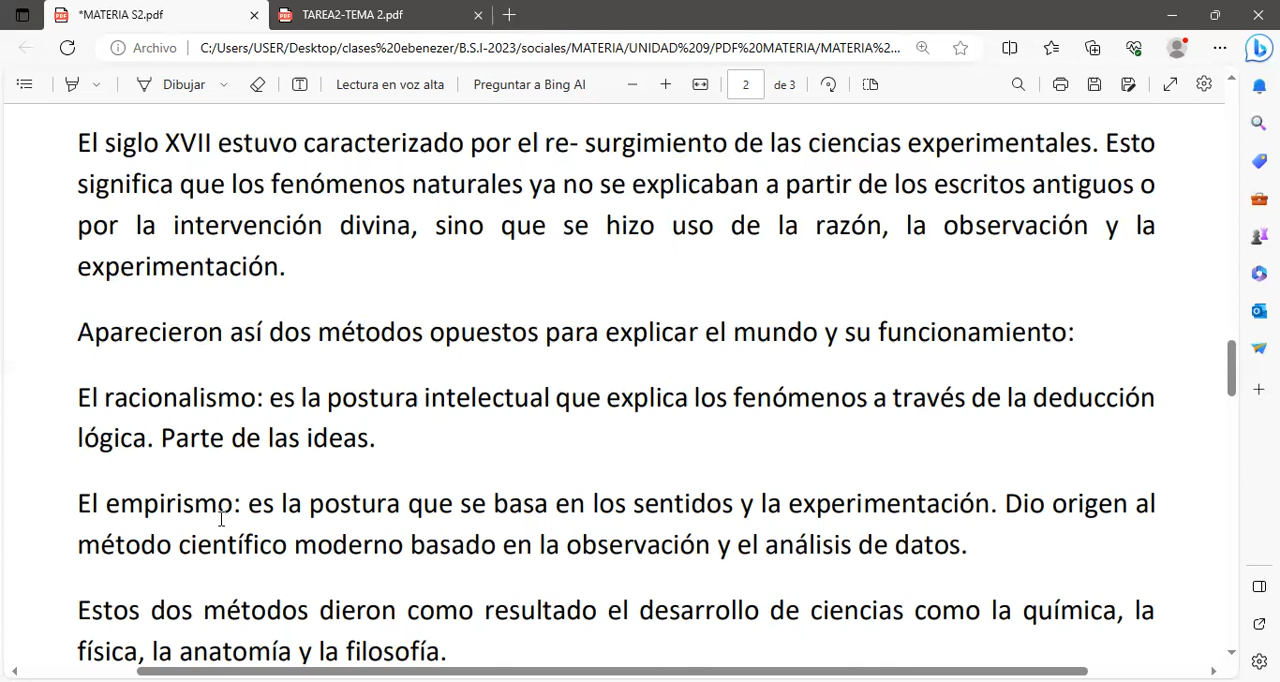 *MATERIA S2.pdf
TAREA2-TEMA 2.pdf
Archivo
C:/Users/USER/Desktop/clases%20ebenezer/B.S.I-2023/sociales/MATERIA/UNIDAD%209/PDF%20MATERIA/MATERIA%2...
Dibujar
Lectura en voz alta
Preguntar a Bing AI
2
de 3
El siglo XVII estuvo caracterizado por el re- surgimiento de las ciencias experimentales. Esto
significa que los fenómenos naturales ya no se explicaban a partir de los escritos antiguos o
por la intervención divina, sino que se hizo uso de la razón, la observación y la
experimentación.
Aparecieron así dos métodos opuestos para explicar el mundo y su funcionamiento:
El racionalismo: es la postura intelectual que explica los fenómenos a través de la deducción
lógica. Parte de las ideas.
El empirismo: es la postura que se basa en los sentidos y la experimentación. Dio origen al
método científico moderno basado en la observación y el análisis de datos.
Estos dos métodos dieron como resultado el desarrollo de ciencias como la química, la
física, la anatomía y la filosofía.